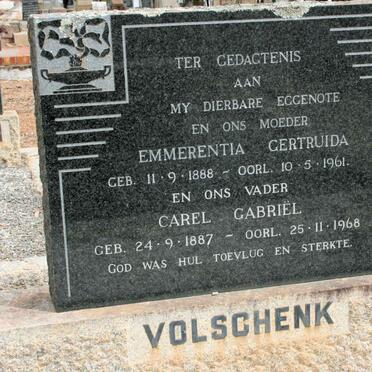 TER GEDAGTENIS
AAN
MY DIERBARE EGGENOTE
EN ONS MOEDER
EMMERENTIA GERTRUIDA
GEB. 11·9·1888 - OORL. 10·5·1961.
EN ONS VADER
CAREL GABRIËL
GEB. 24·9·1887 - OORL. 25·11·1968
GOD WAS HUL TOEVLUG EN STERKTE.
VOLSCHENK